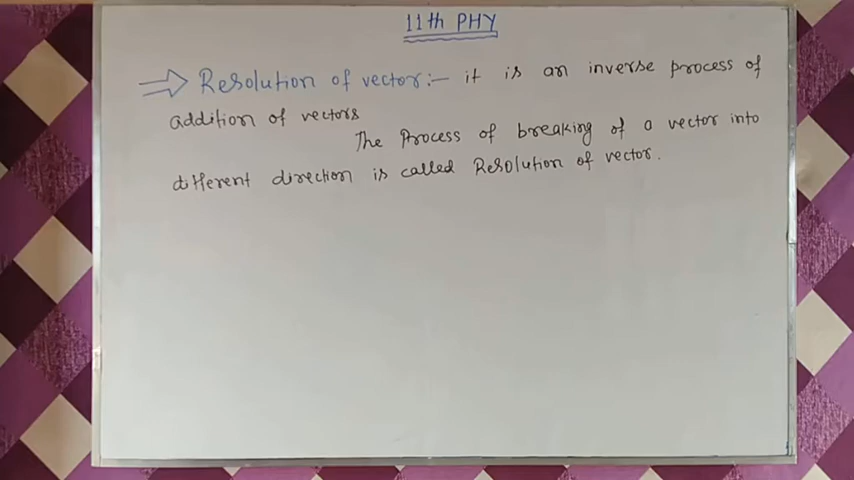 11th PHY
⇒ Resolution of vector:- it is an inverse process of
addition of vectors
The Process of breaking of a vector into
different direction is called Resolution of vector.